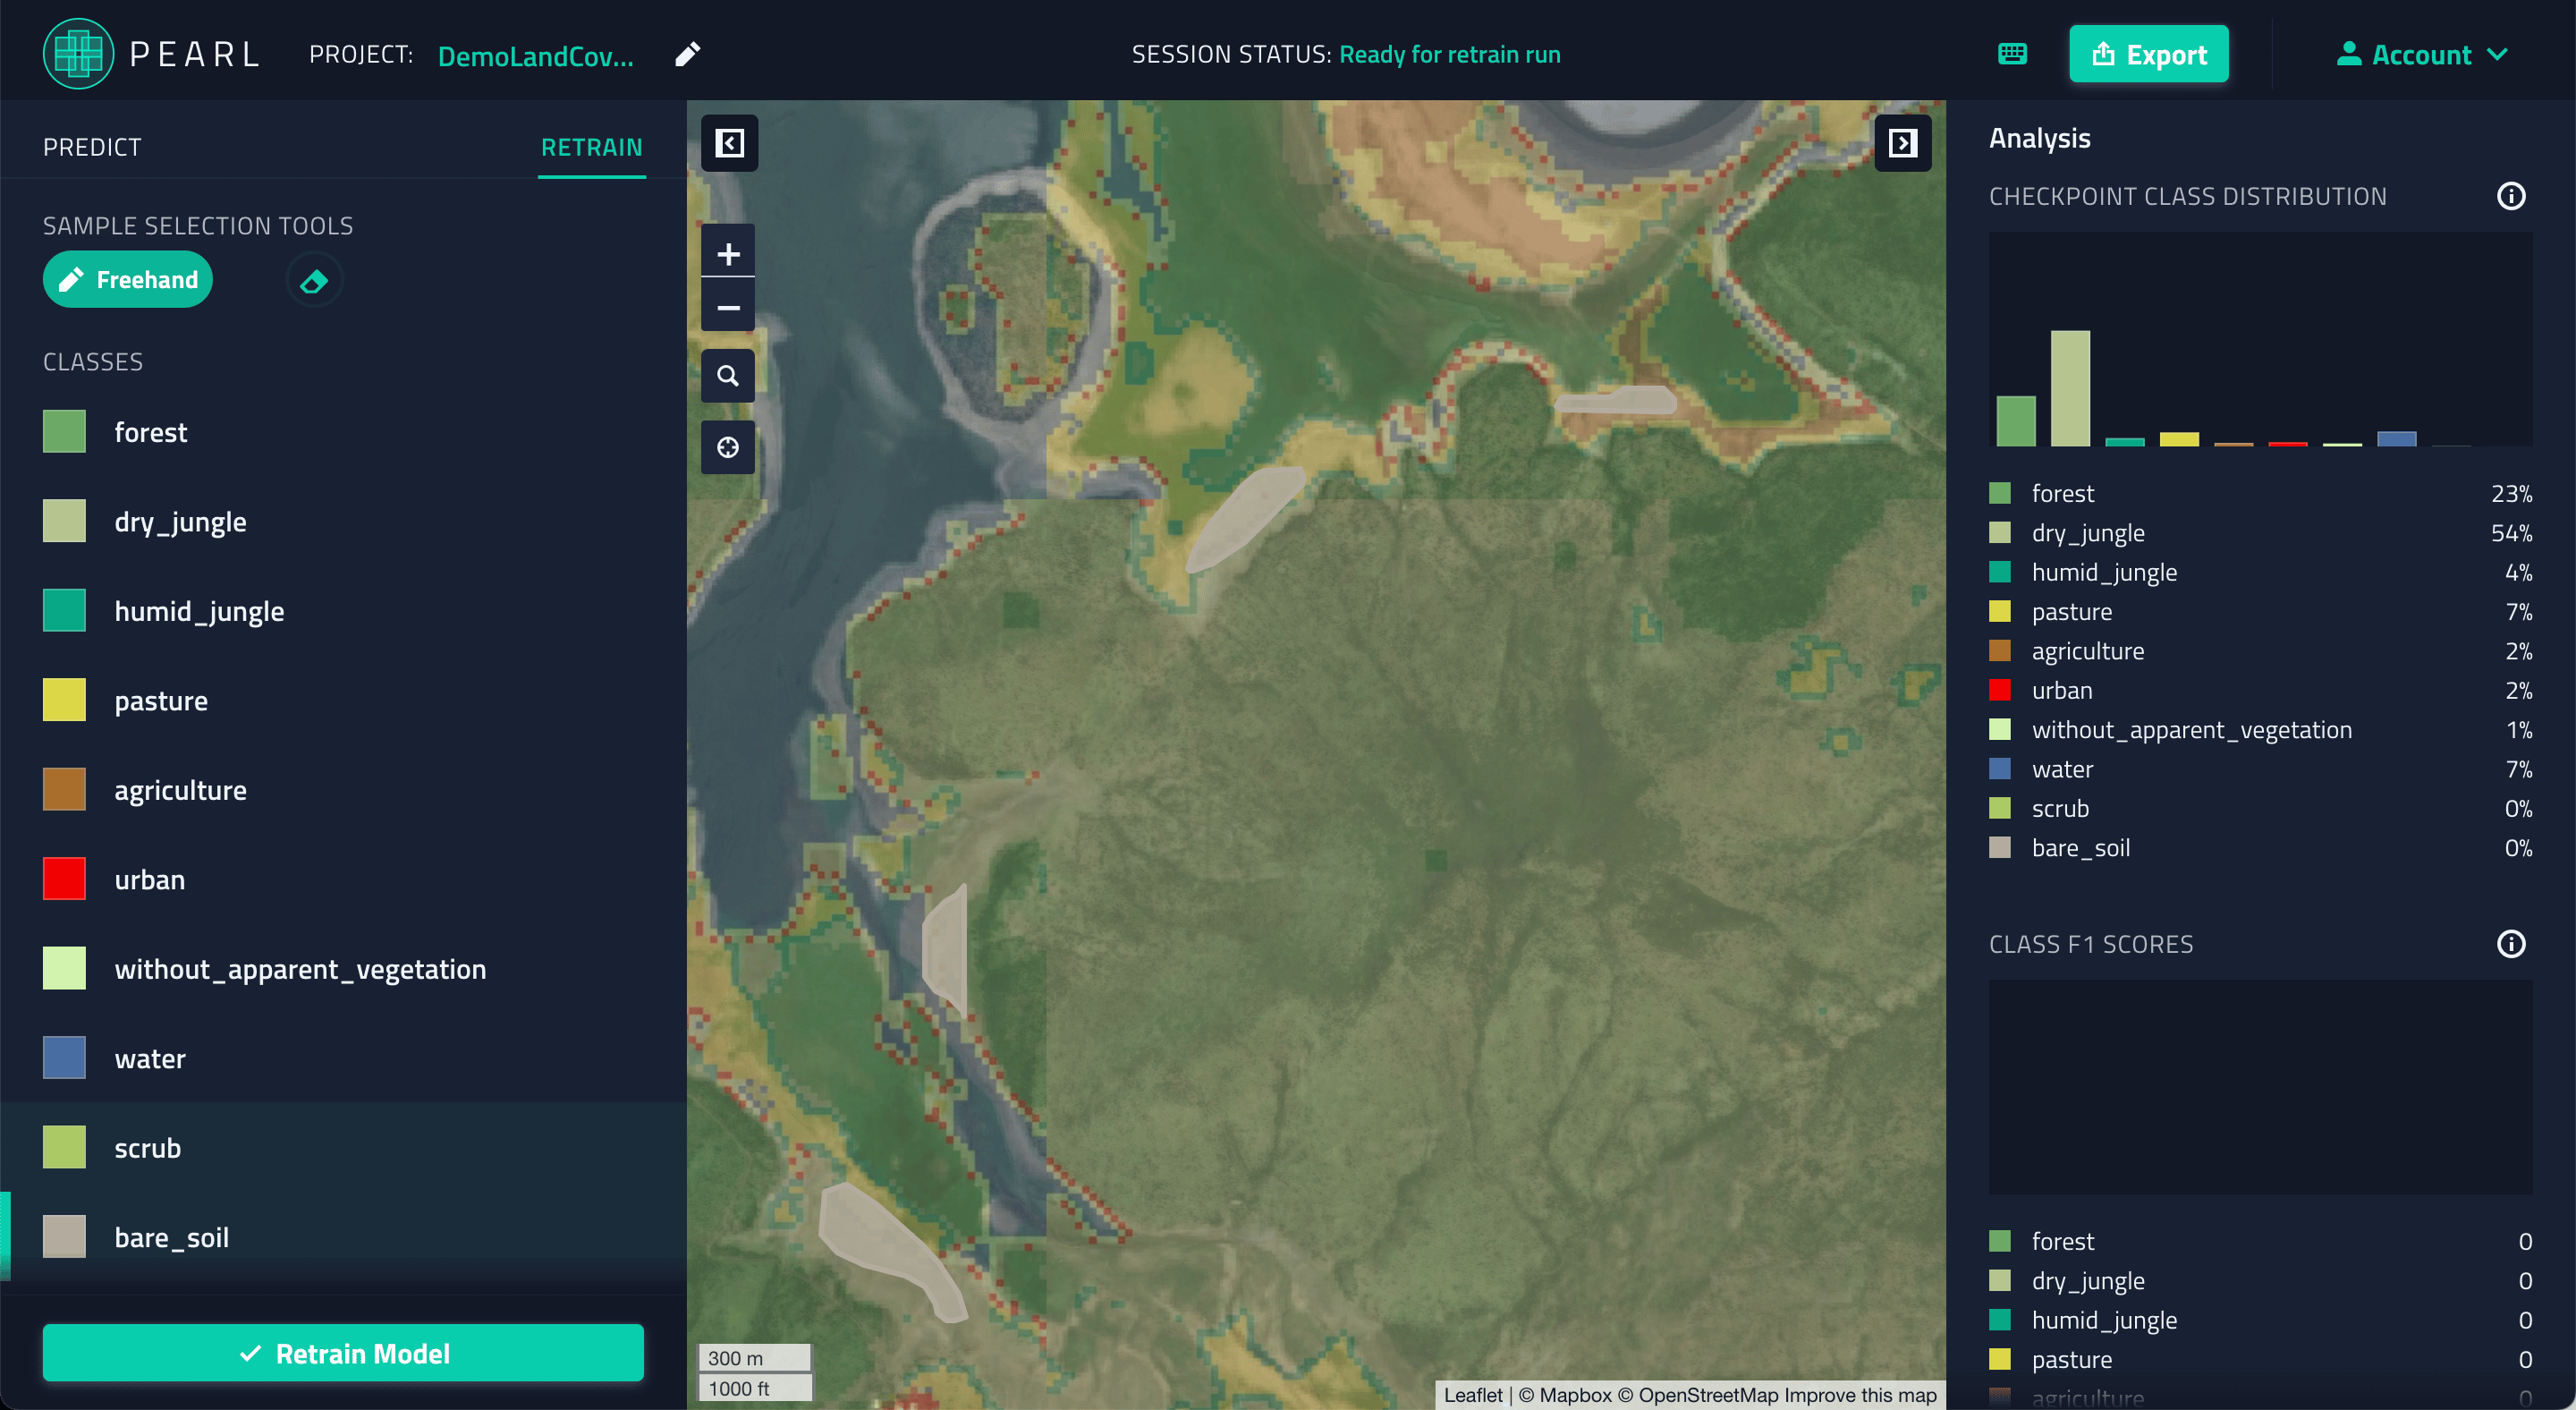 PEARL
PROJECT: DemoLandCov...
SESSION STATUS: Ready for retrain run
Export
Account
PREDICT
RETRAIN
SAMPLE SELECTION TOOLS
Freehand
CLASSES
forest
dry_jungle
humid_jungle
pasture
agriculture
urban
without_apparent_vegetation
water
scrub
bare_soil
Retrain Model
300 m
1000 ft
Leaflet | © Mapbox © OpenStreetMap Improve this map
Analysis
CHECKPOINT CLASS DISTRIBUTION
forest 23%
dry_jungle 54%
humid_jungle 4%
pasture 7%
agriculture 2%
urban 2%
without_apparent_vegetation 1%
water 7%
scrub 0%
bare_soil 0%
CLASS F1 SCORES
forest 0
dry_jungle 0
humid_jungle 0
pasture 0
agriculture 0